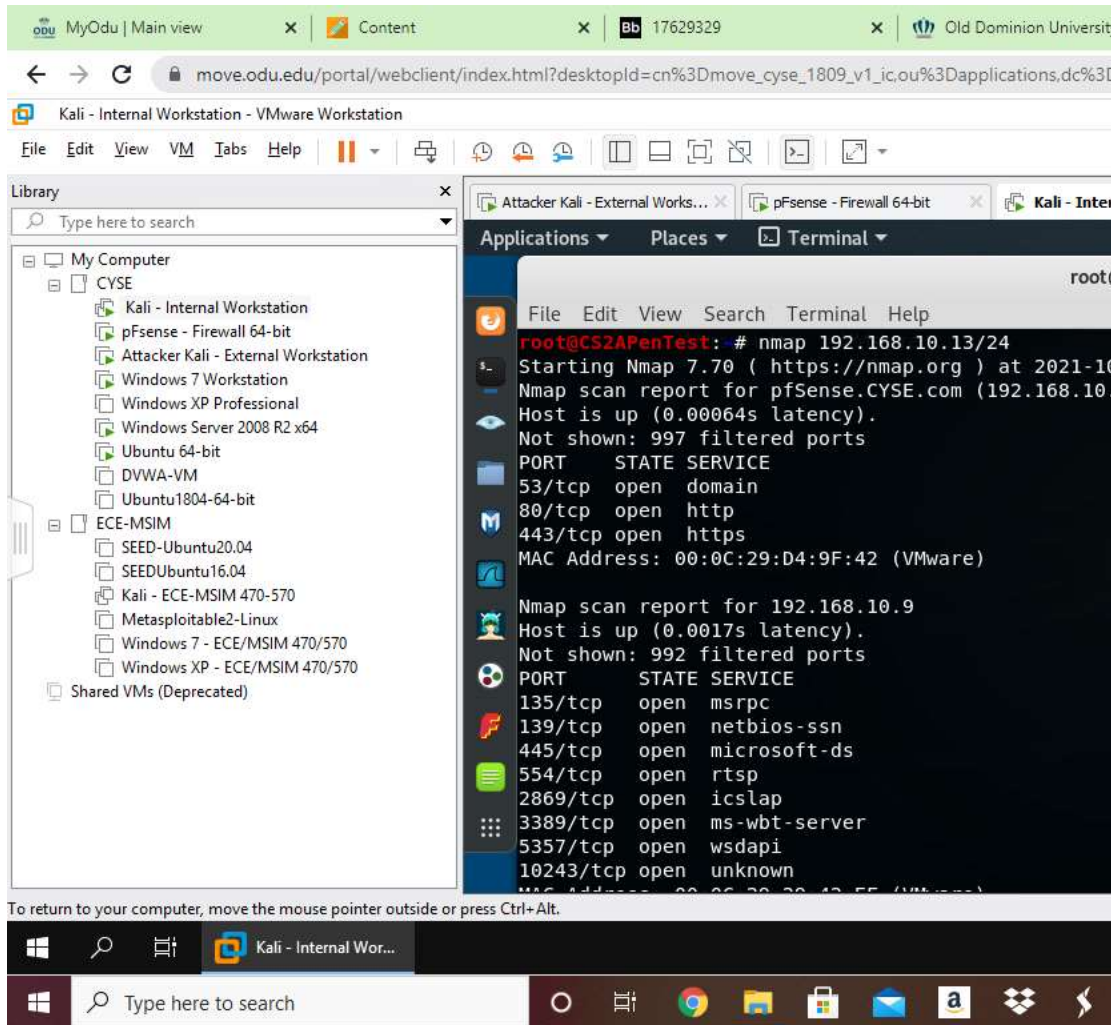 odu MyOdu | Main view
Content
Bb 17629329
Old Dominion Universit
move.odu.edu/portal/webclient/index.html?desktopId=cn%3Dmove_cyse_1809_v1_ic,ou%3Dapplications,dc%3D
Kali - Internal Workstation - VMware Workstation
File Edit View VM Tabs Help
Library
Type here to search
My Computer
CYSE
Kali - Internal Workstation
pFsense - Firewall 64-bit
Attacker Kali - External Workstation
Windows 7 Workstation
Windows XP Professional
Windows Server 2008 R2 x64
Ubuntu 64-bit
DVWA-VM
Ubuntu1804-64-bit
ECE-MSIM
SEED-Ubuntu20.04
SEEDUbuntu16.04
Kali - ECE-MSIM 470-570
Metasploitable2-Linux
Windows 7 - ECE/MSIM 470/570
Windows XP - ECE/MSIM 470/570
Shared VMs (Deprecated)
Attacker Kali - External Works...
pFsense - Firewall 64-bit
Kali - Inter
Applications Places Terminal
root
File Edit View Search Terminal Help
root@CS2APenTest:~# nmap 192.168.10.13/24
Starting Nmap 7.70 ( https://nmap.org ) at 2021-10
Nmap scan report for pfSense.CYSE.com (192.168.10.
Host is up (0.00064s latency).
Not shown: 997 filtered ports
PORT STATE SERVICE
53/tcp open domain
80/tcp open http
443/tcp open https
MAC Address: 00:0C:29:D4:9F:42 (VMware)
Nmap scan report for 192.168.10.9
Host is up (0.0017s latency).
Not shown: 992 filtered ports
PORT STATE SERVICE
135/tcp open msrpc
139/tcp open netbios-ssn
445/tcp open microsoft-ds
554/tcp open rtsp
2869/tcp open icslap
3389/tcp open ms-wbt-server
5357/tcp open wsdapi
10243/tcp open unknown
To return to your computer, move the mouse pointer outside or press Ctrl+Alt.
Kali - Internal Wor...
Type here to search
a